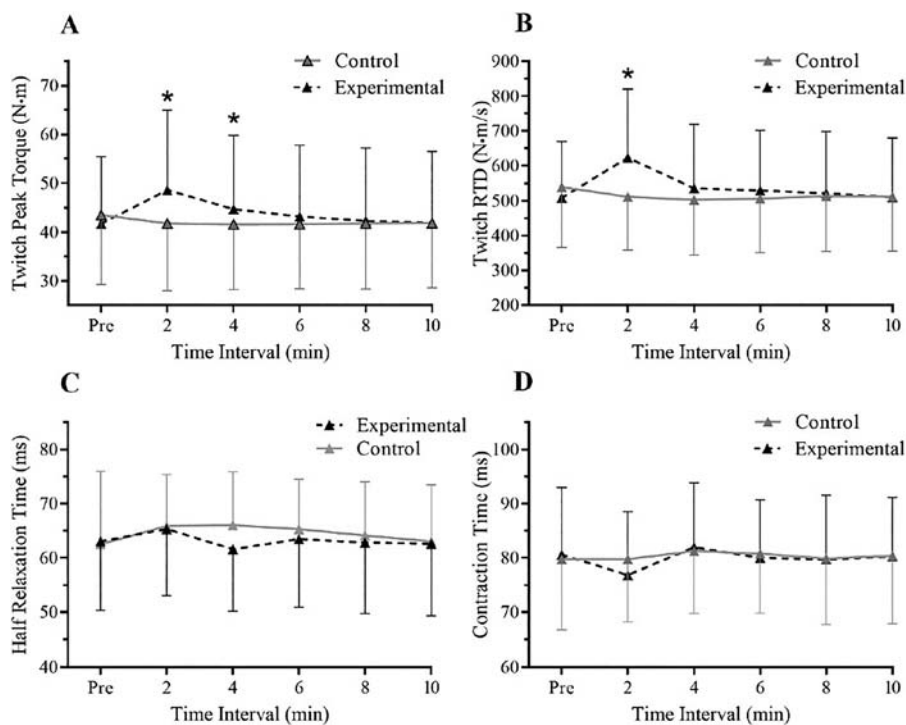 A
Control
Experimental
Twitch Peak Torque (N·m)
70
60
50
40
30
*
*
Pre
2
4
6
8
10
Time Interval (min)
B
Control
Experimental
Twitch RTD (N·m/s)
900
800
700
600
500
400
300
200
*
Pre
2
4
6
8
10
Time Interval (min)
C
Experimental
Control
Half Relaxation Time (ms)
80
70
60
50
40
Pre
2
4
6
8
10
Time Interval (min)
D
Control
Experimental
Contraction Time (ms)
100
90
80
70
60
Pre
2
4
6
8
10
Time Interval (min)